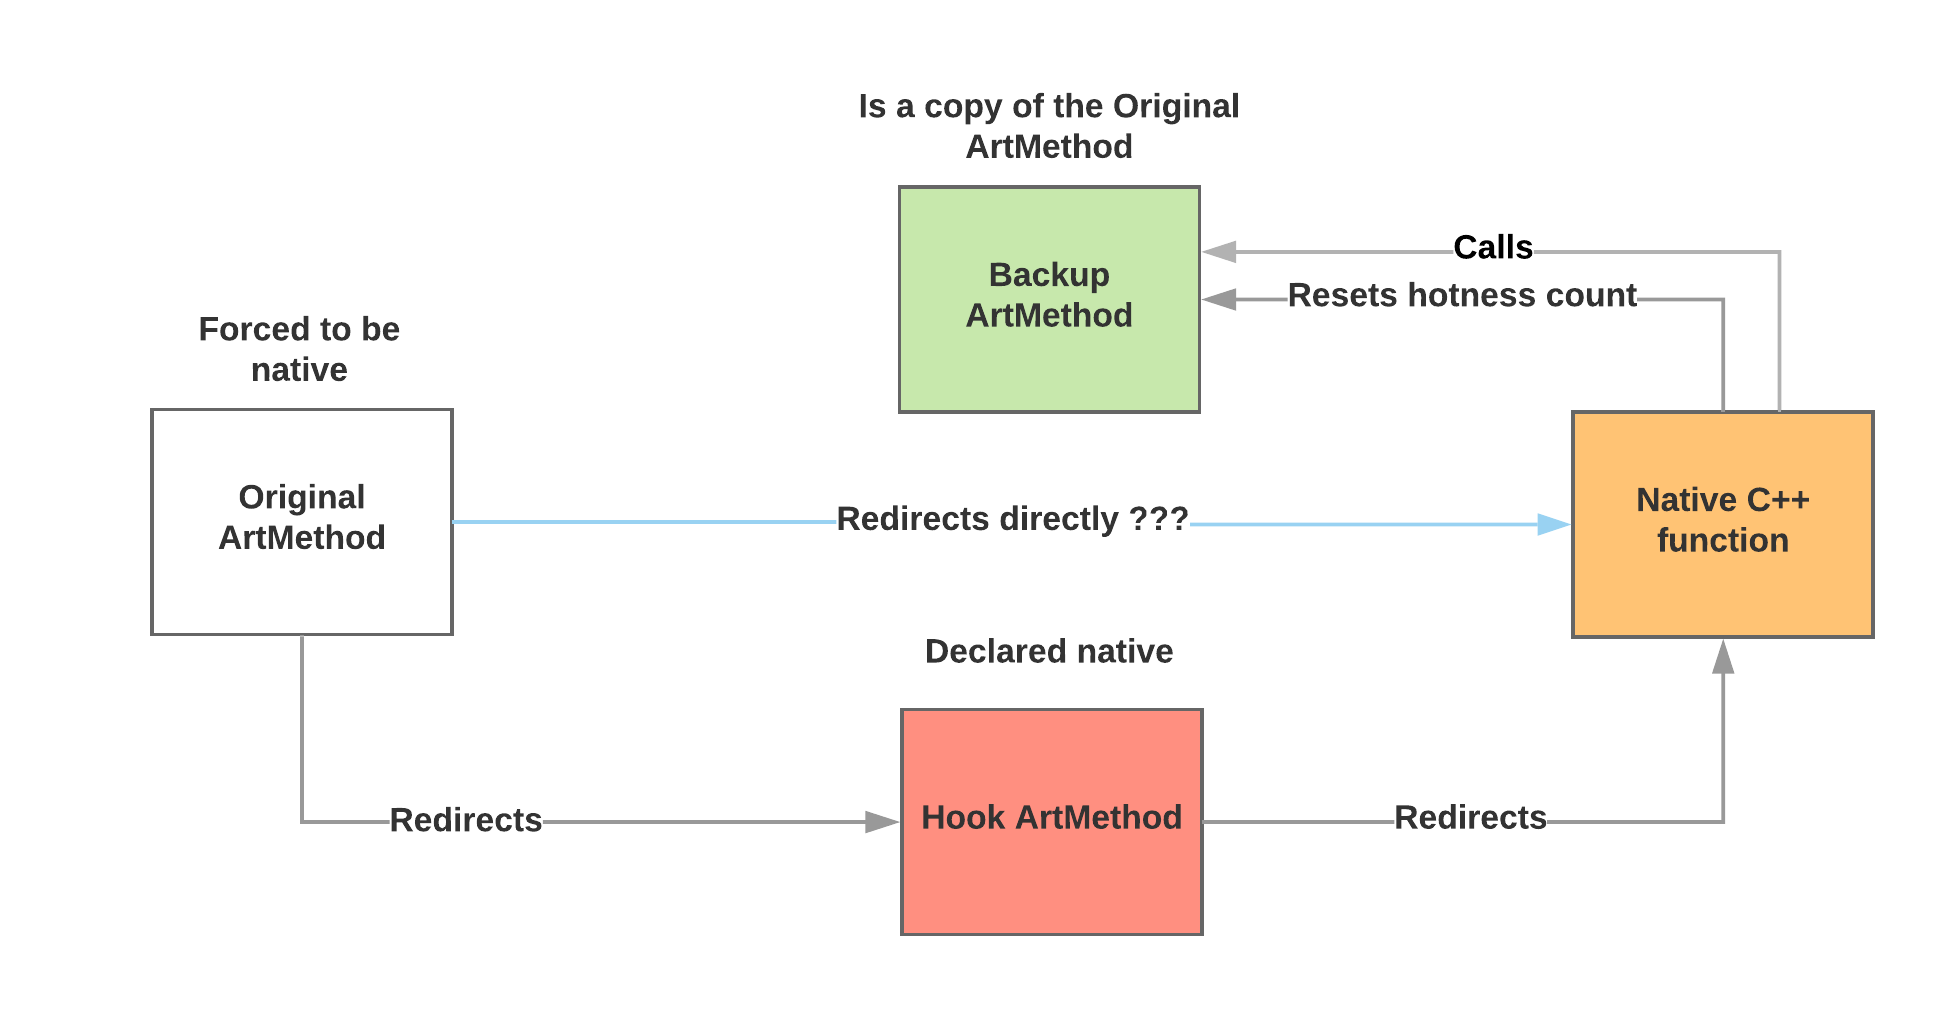 Is a copy of the Original
ArtMethod
Backup
ArtMethod
Calls
Resets hotness count
Forced to be
native
Original
ArtMethod
Redirects directly ???
Native C++
function
Declared native
Hook ArtMethod
Redirects
Redirects